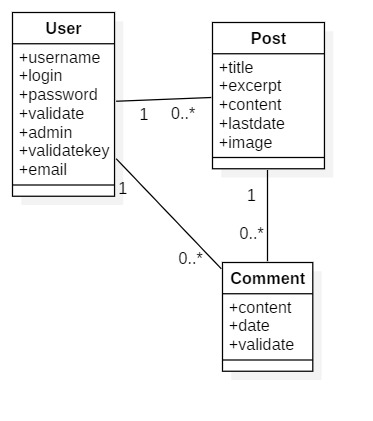 User
+username
+login
+password
+validate
+admin
+validatekey
+email
Post
+title
+excerpt
+content
+lastdate
+image
1
0..*
1
0..*
1
0..*
Comment
+content
+date
+validate